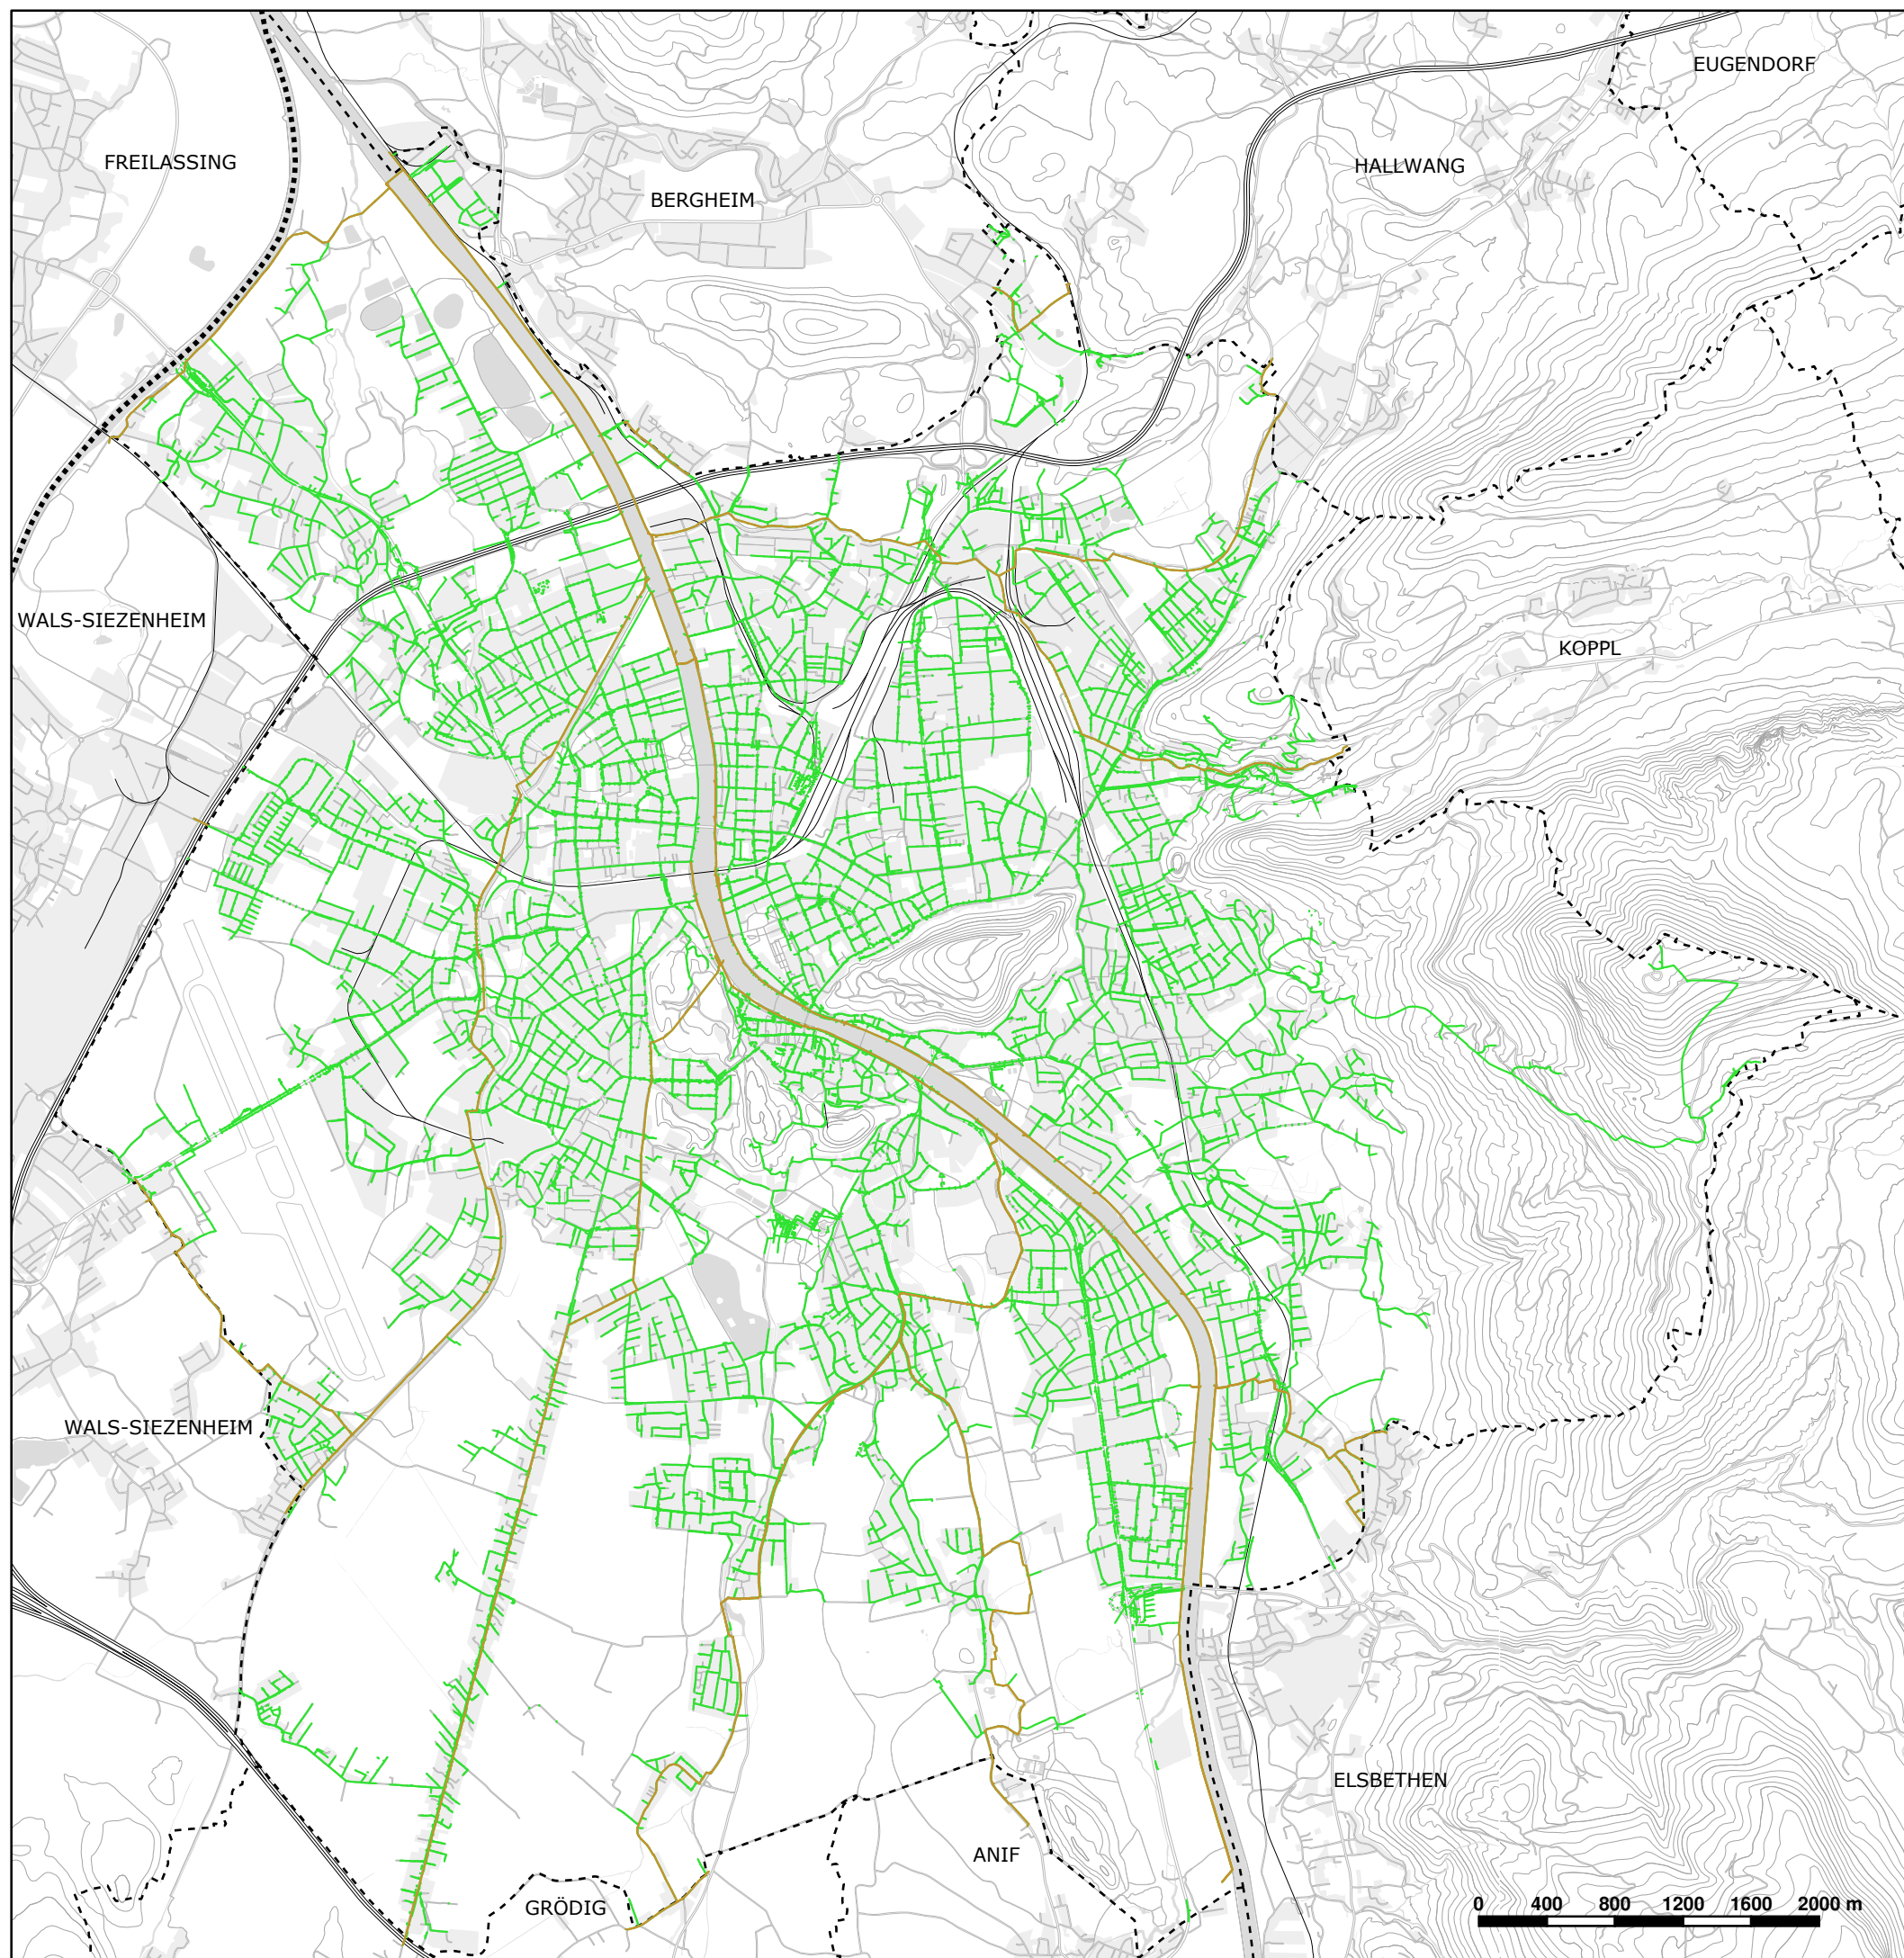 EUGENDORF
FREILASSING
HALLWANG
BERGHEIM
WALS-SIEZENHEIM
KOPPL
WALS-SIEZENHEIM
ELSBETHEN
ANIF
GRÖDIG
0 400 800 1200 1600 2000 m